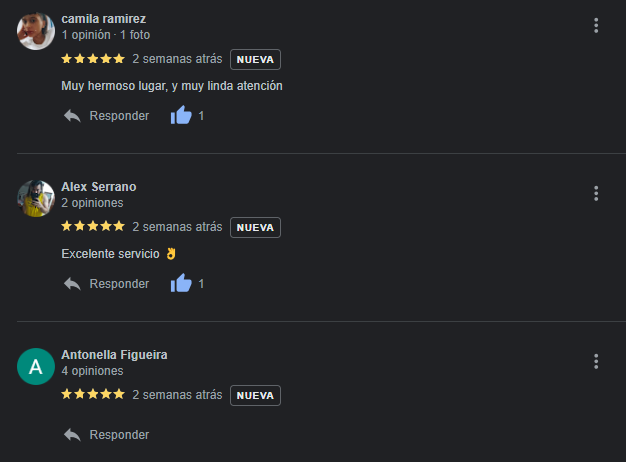 camila ramirez
1 opinión · 1 foto
2 semanas atrás NUEVA
Muy hermoso lugar, y muy linda atención
Responder 1
Alex Serrano
2 opiniones
2 semanas atrás NUEVA
Excelente servicio 👌
Responder 1
A Antonella Figueira
4 opiniones
2 semanas atrás NUEVA
Responder